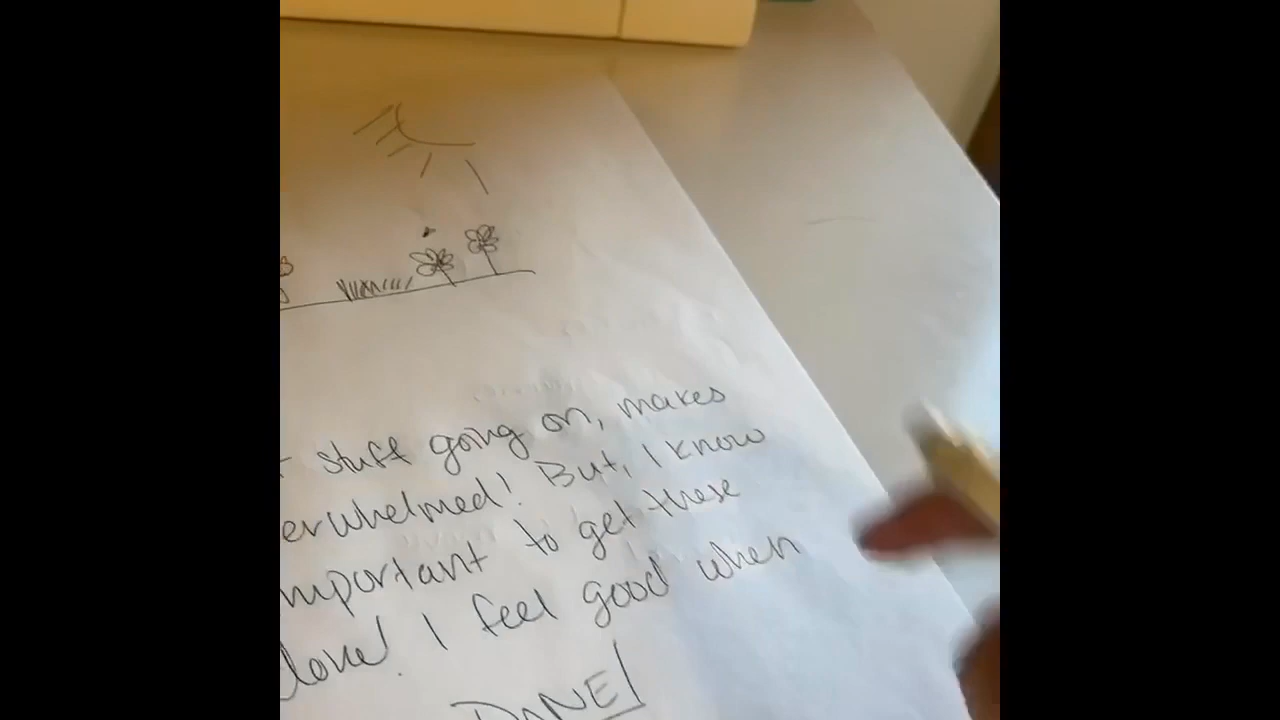 stuff going on, makes
erwhelmed! But, I know
mportant to get these
done! I feel good when
DONE!